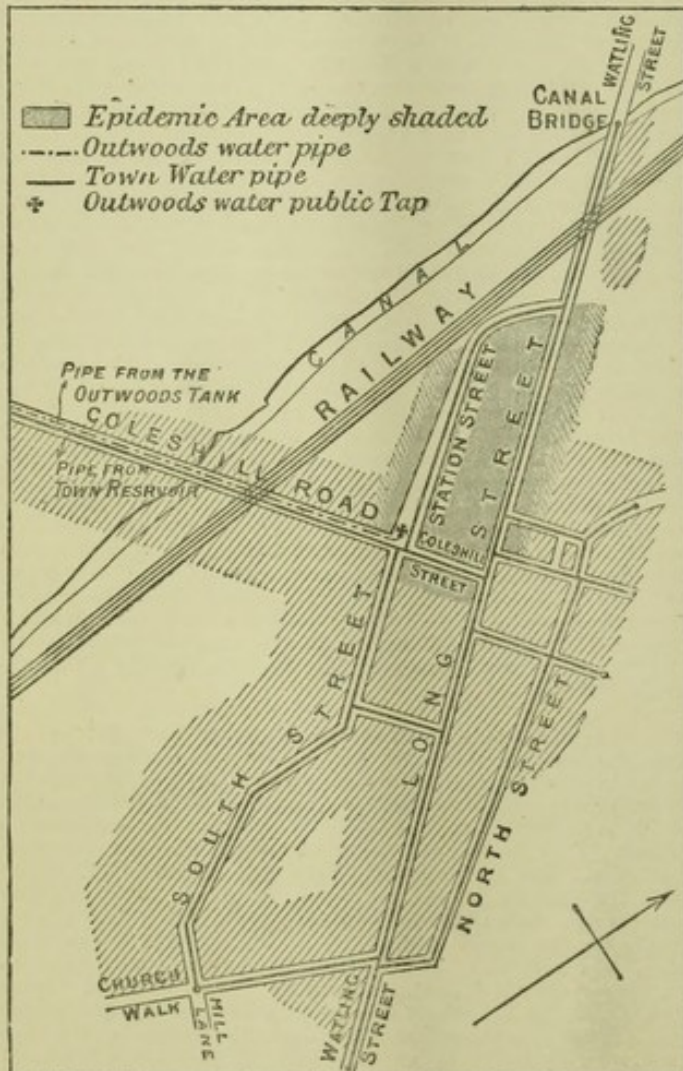 WATLING
STREET
CANAL
BRIDGE
Epidemic Area deeply shaded
Outwoods water pipe
Town Water pipe
Outwoods water public Tap
CANAL
RAILWAY
PIPE FROM THE
OUTWOODS TANK
COLESHILL ROAD
PIPE FROM
TOWN RESERVOIR
STATION STREET
COLESHILL
STREET
LONG STREET
SOUTH STREET
NORTH STREET
CHURCH
WALK
MILL
LANE
WATLING
STREET